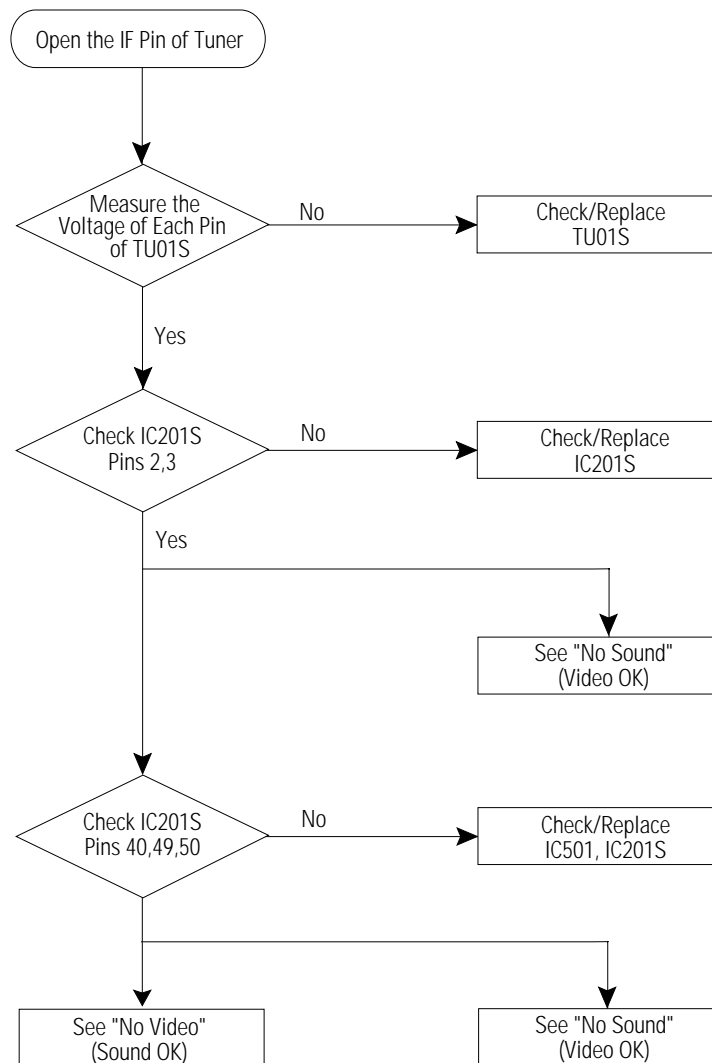 Open the IF Pin of Tuner
Measure the
Voltage of Each Pin
of TU01S
No
Check/Replace
TU01S
Yes
Check IC201S
Pins 2,3
No
Check/Replace
IC201S
Yes
See "No Sound"
(Video OK)
Check IC201S
Pins 40,49,50
No
Check/Replace
IC501, IC201S
See "No Video"
(Sound OK)
See "No Sound"
(Video OK)